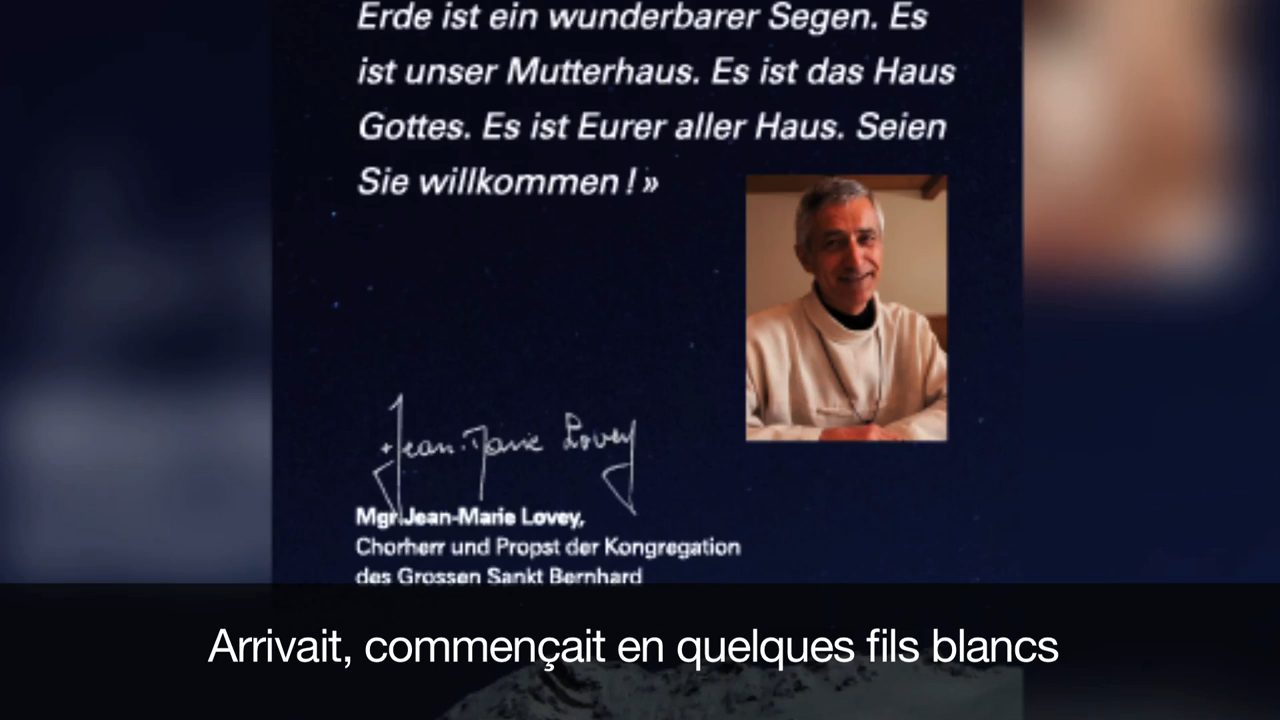 Erde ist ein wunderbarer Segen. Es
ist unser Mutterhaus. Es ist das Haus
Gottes. Es ist Eurer aller Haus. Seien
Sie willkommen ! »
+Jean-Marie Lovey
Mgr Jean-Marie Lovey,
Chorherr und Propst der Kongregation
des Grossen Sankt Bernhard
Arrivait, commençait en quelques fils blancs